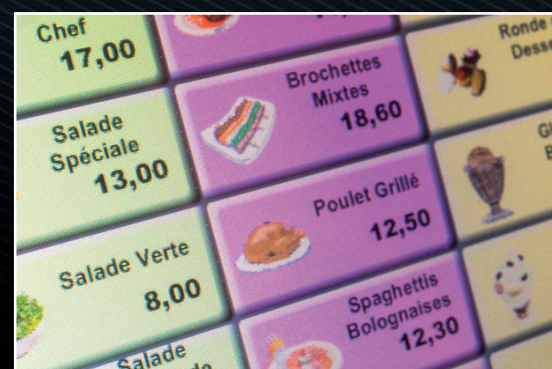 Chef
17,00
Salade
Spéciale
13,00
Salade Verte
8,00
Salade
Brochettes
Mixtes
18,60
Poulet Grillé
12,50
Spaghettis
Bolognaises
12,30
Ronde